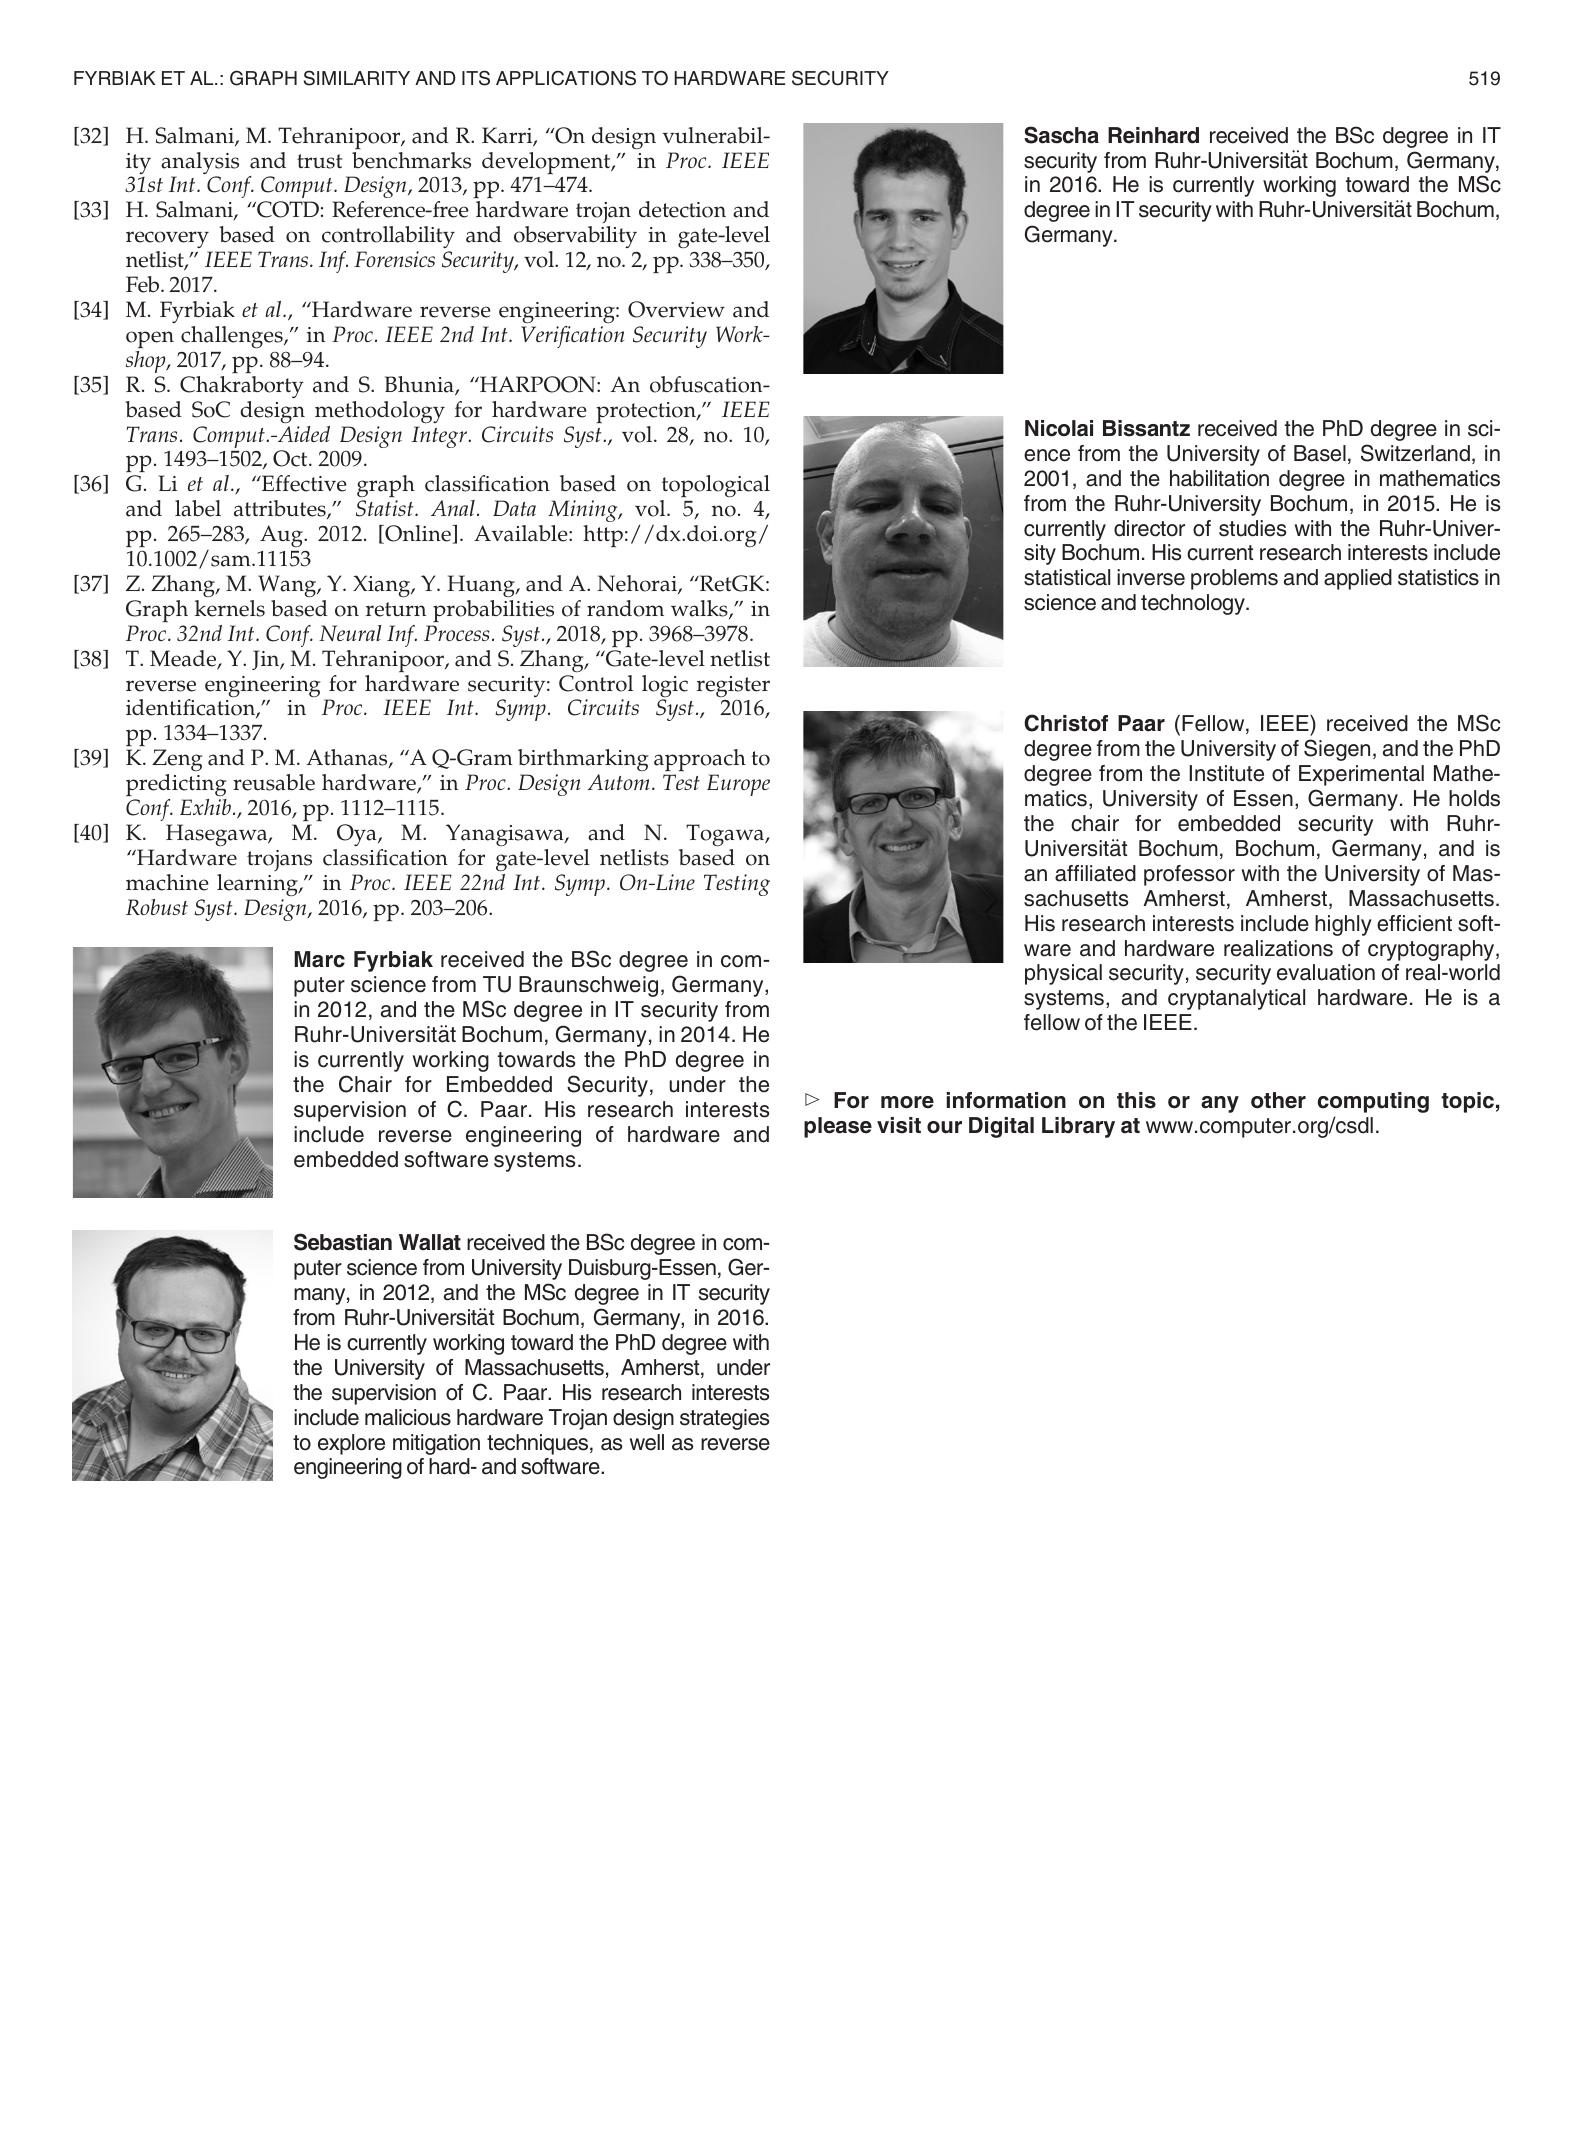 FYRBIAK ET AL.: GRAPH SIMILARITY AND ITS APPLICATIONS TO HARDWARE SECURITY
519
[32] H. Salmani, M. Tehranipoor, and R. Karri, “On design vulnerabil-
ity analysis and trust benchmarks development,” in Proc. IEEE
31st Int. Conf. Comput. Design, 2013, pp. 471–474.
[33] H. Salmani, “COTD: Reference-free hardware trojan detection and
recovery based on controllability and observability in gate-level
netlist,” IEEE Trans. Inf. Forensics Security, vol. 12, no. 2, pp. 338–350,
Feb. 2017.
[34] M. Fyrbiak et al., “Hardware reverse engineering: Overview and
open challenges,” in Proc. IEEE 2nd Int. Verification Security Work-
shop, 2017, pp. 88–94.
[35] R. S. Chakraborty and S. Bhunia, “HARPOON: An obfuscation-
based SoC design methodology for hardware protection,” IEEE
Trans. Comput.-Aided Design Integr. Circuits Syst., vol. 28, no. 10,
pp. 1493–1502, Oct. 2009.
[36] G. Li et al., “Effective graph classification based on topological
and label attributes,” Statist. Anal. Data Mining, vol. 5, no. 4,
pp. 265–283, Aug. 2012. [Online]. Available: http://dx.doi.org/
10.1002/sam.11153
[37] Z. Zhang, M. Wang, Y. Xiang, Y. Huang, and A. Nehorai, “RetGK:
Graph kernels based on return probabilities of random walks,” in
Proc. 32nd Int. Conf. Neural Inf. Process. Syst., 2018, pp. 3968–3978.
[38] T. Meade, Y. Jin, M. Tehranipoor, and S. Zhang, “Gate-level netlist
reverse engineering for hardware security: Control logic register
identification,” in Proc. IEEE Int. Symp. Circuits Syst., 2016,
pp. 1334–1337.
[39] K. Zeng and P. M. Athanas, “A Q-Gram birthmarking approach to
predicting reusable hardware,” in Proc. Design Autom. Test Europe
Conf. Exhib., 2016, pp. 1112–1115.
[40] K. Hasegawa, M. Oya, M. Yanagisawa, and N. Togawa,
“Hardware trojans classification for gate-level netlists based on
machine learning,” in Proc. IEEE 22nd Int. Symp. On-Line Testing
Robust Syst. Design, 2016, pp. 203–206.
Marc Fyrbiak received the BSc degree in com-
puter science from TU Braunschweig, Germany,
in 2012, and the MSc degree in IT security from
Ruhr-Universität Bochum, Germany, in 2014. He
is currently working towards the PhD degree in
the Chair for Embedded Security, under the
supervision of C. Paar. His research interests
include reverse engineering of hardware and
embedded software systems.
Sebastian Wallat received the BSc degree in com-
puter science from University Duisburg-Essen, Ger-
many, in 2012, and the MSc degree in IT security
from Ruhr-Universität Bochum, Germany, in 2016.
He is currently working toward the PhD degree with
the University of Massachusetts, Amherst, under
the supervision of C. Paar. His research interests
include malicious hardware Trojan design strategies
to explore mitigation techniques, as well as reverse
engineering of hard- and software.
Sascha Reinhard received the BSc degree in IT
security from Ruhr-Universität Bochum, Germany,
in 2016. He is currently working toward the MSc
degree in IT security with Ruhr-Universität Bochum,
Germany.
Nicolai Bissantz received the PhD degree in sci-
ence from the University of Basel, Switzerland, in
2001, and the habilitation degree in mathematics
from the Ruhr-University Bochum, in 2015. He is
currently director of studies with the Ruhr-Univer-
sity Bochum. His current research interests include
statistical inverse problems and applied statistics in
science and technology.
Christof Paar (Fellow, IEEE) received the MSc
degree from the University of Siegen, and the PhD
degree from the Institute of Experimental Mathe-
matics, University of Essen, Germany. He holds
the chair for embedded security with Ruhr-
Universität Bochum, Bochum, Germany, and is
an affiliated professor with the University of Mas-
sachusetts Amherst, Amherst, Massachusetts.
His research interests include highly efficient soft-
ware and hardware realizations of cryptography,
physical security, security evaluation of real-world
systems, and cryptanalytical hardware. He is a
fellow of the IEEE.
▷ For more information on this or any other computing topic,
please visit our Digital Library at www.computer.org/csdl.